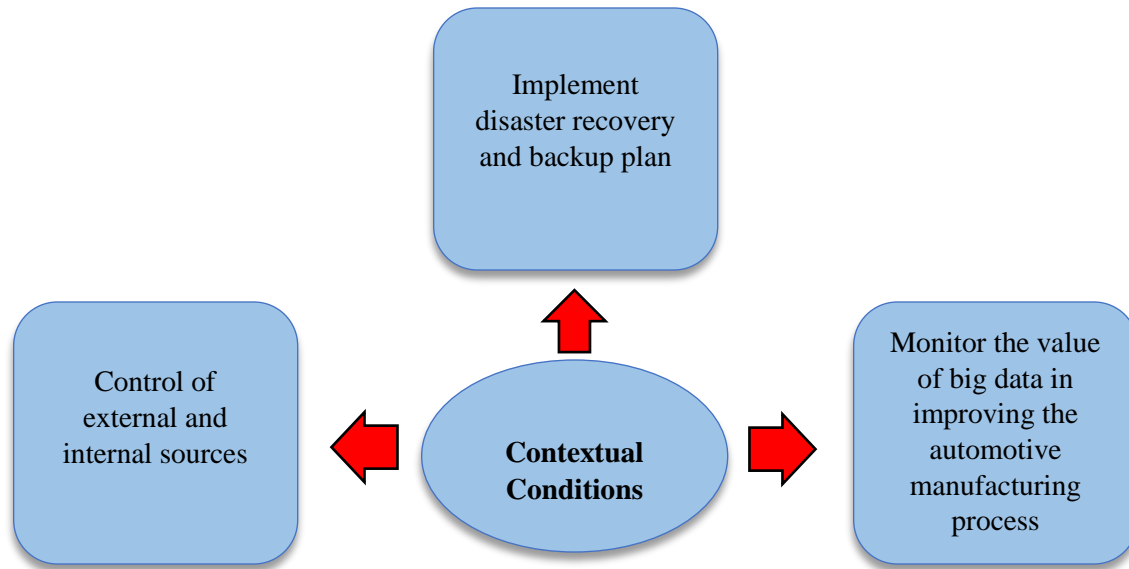 Implement
disaster recovery
and backup plan
Control of
external and
internal sources
Contextual
Conditions
Monitor the value
of big data in
improving the
automotive
manufacturing
process